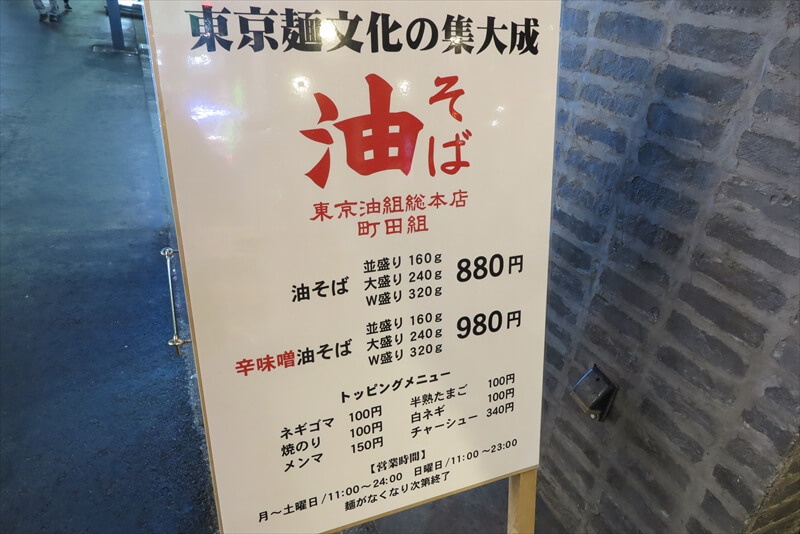 東京麺文化の集大成
油そば
東京油組総本店
町田組
油そば 並盛り 160g 大盛り 240g W盛り 320g 880円
辛味噌油そば 並盛り 160g 大盛り 240g W盛り 320g 980円
トッピングメニュー
ネギゴマ 100円 半熟たまご 100円
焼のり 100円 白ネギ 100円
メンマ 150円 チャーシュー 340円
【営業時間】
月〜土曜日/11:00〜24:00 日曜日/11:00〜23:00
麺がなくなり次第終了